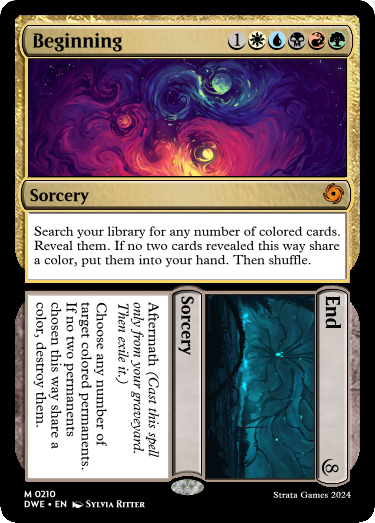 Beginning
1
Sorcery
Search your library for any number of colored cards.
Reveal them. If no two cards revealed this way share
a color, put them into your hand. Then shuffle.
End
8
Sorcery
Aftermath (Cast this spell
only from your graveyard.
Then exile it.)
Choose any number of
target colored permanents.
If no two permanents
chosen this way share a
color, destroy them.
M 0210
DWE • EN SYLVIA RITTER
Strata Games 2024